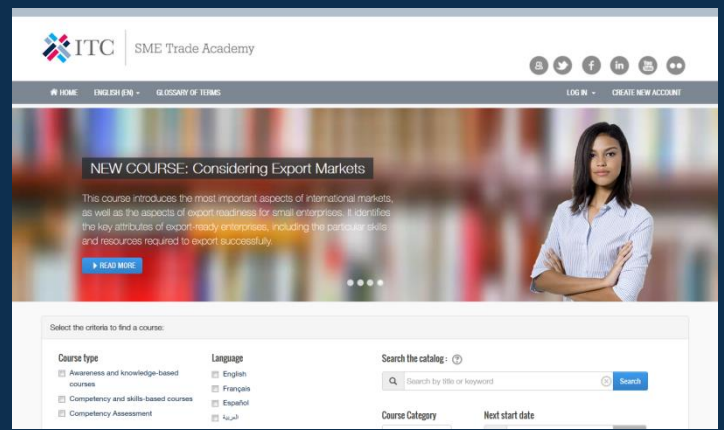 ITC
SME Trade Academy
HOME
ENGLISH (EN)
GLOSSARY OF TERMS
LOG IN
CREATE NEW ACCOUNT
NEW COURSE: Considering Export Markets
This course introduces the most important aspects of international markets,
as well as the aspects of export readiness for small enterprises. It identifies
the key attributes of export-ready enterprises, including the particular skills
and resources required to export successfully.
READ MORE
Select the criteria to find a course:
Course type
Awareness and knowledge-based
courses
Competency and skills-based courses
Competency Assessment
Language
English
Français
Español
العربية
Search the catalog:
Search by title or keyword
Search
Course Category
Next start date